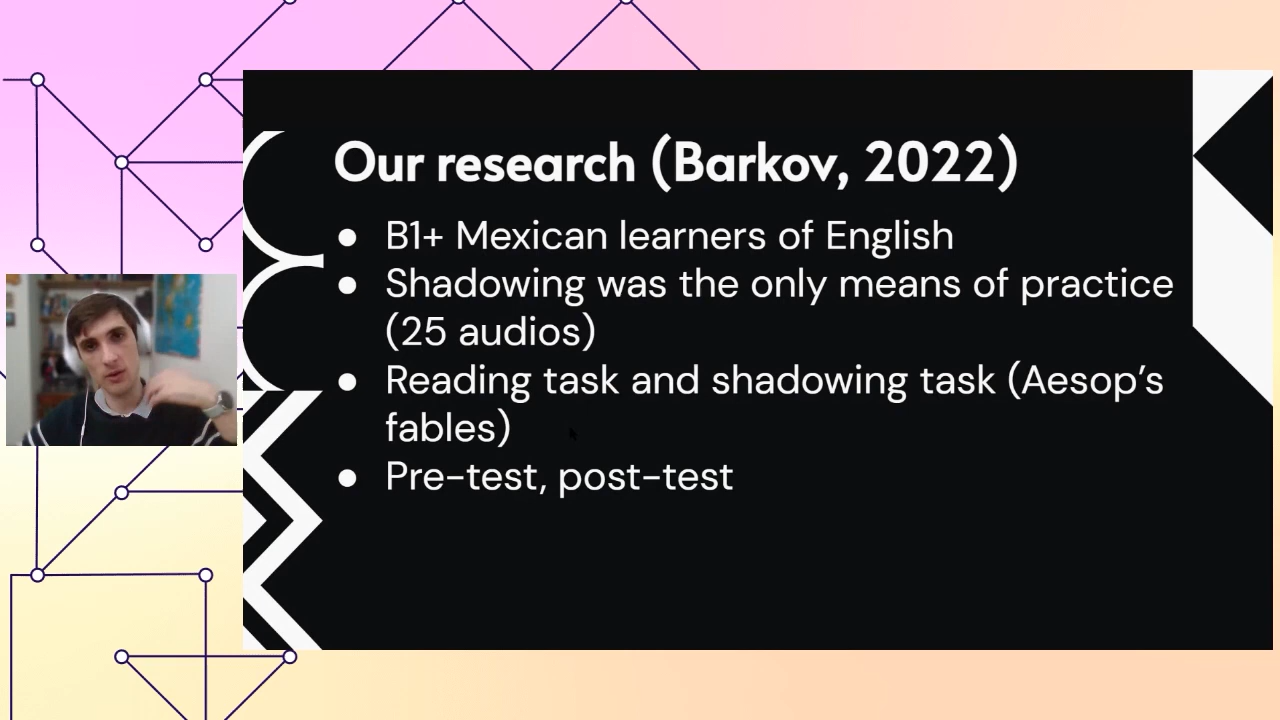 Our research (Barkov, 2022)
● B1+ Mexican learners of English
● Shadowing was the only means of practice
(25 audios)
● Reading task and shadowing task (Aesop’s
fables)
● Pre-test, post-test